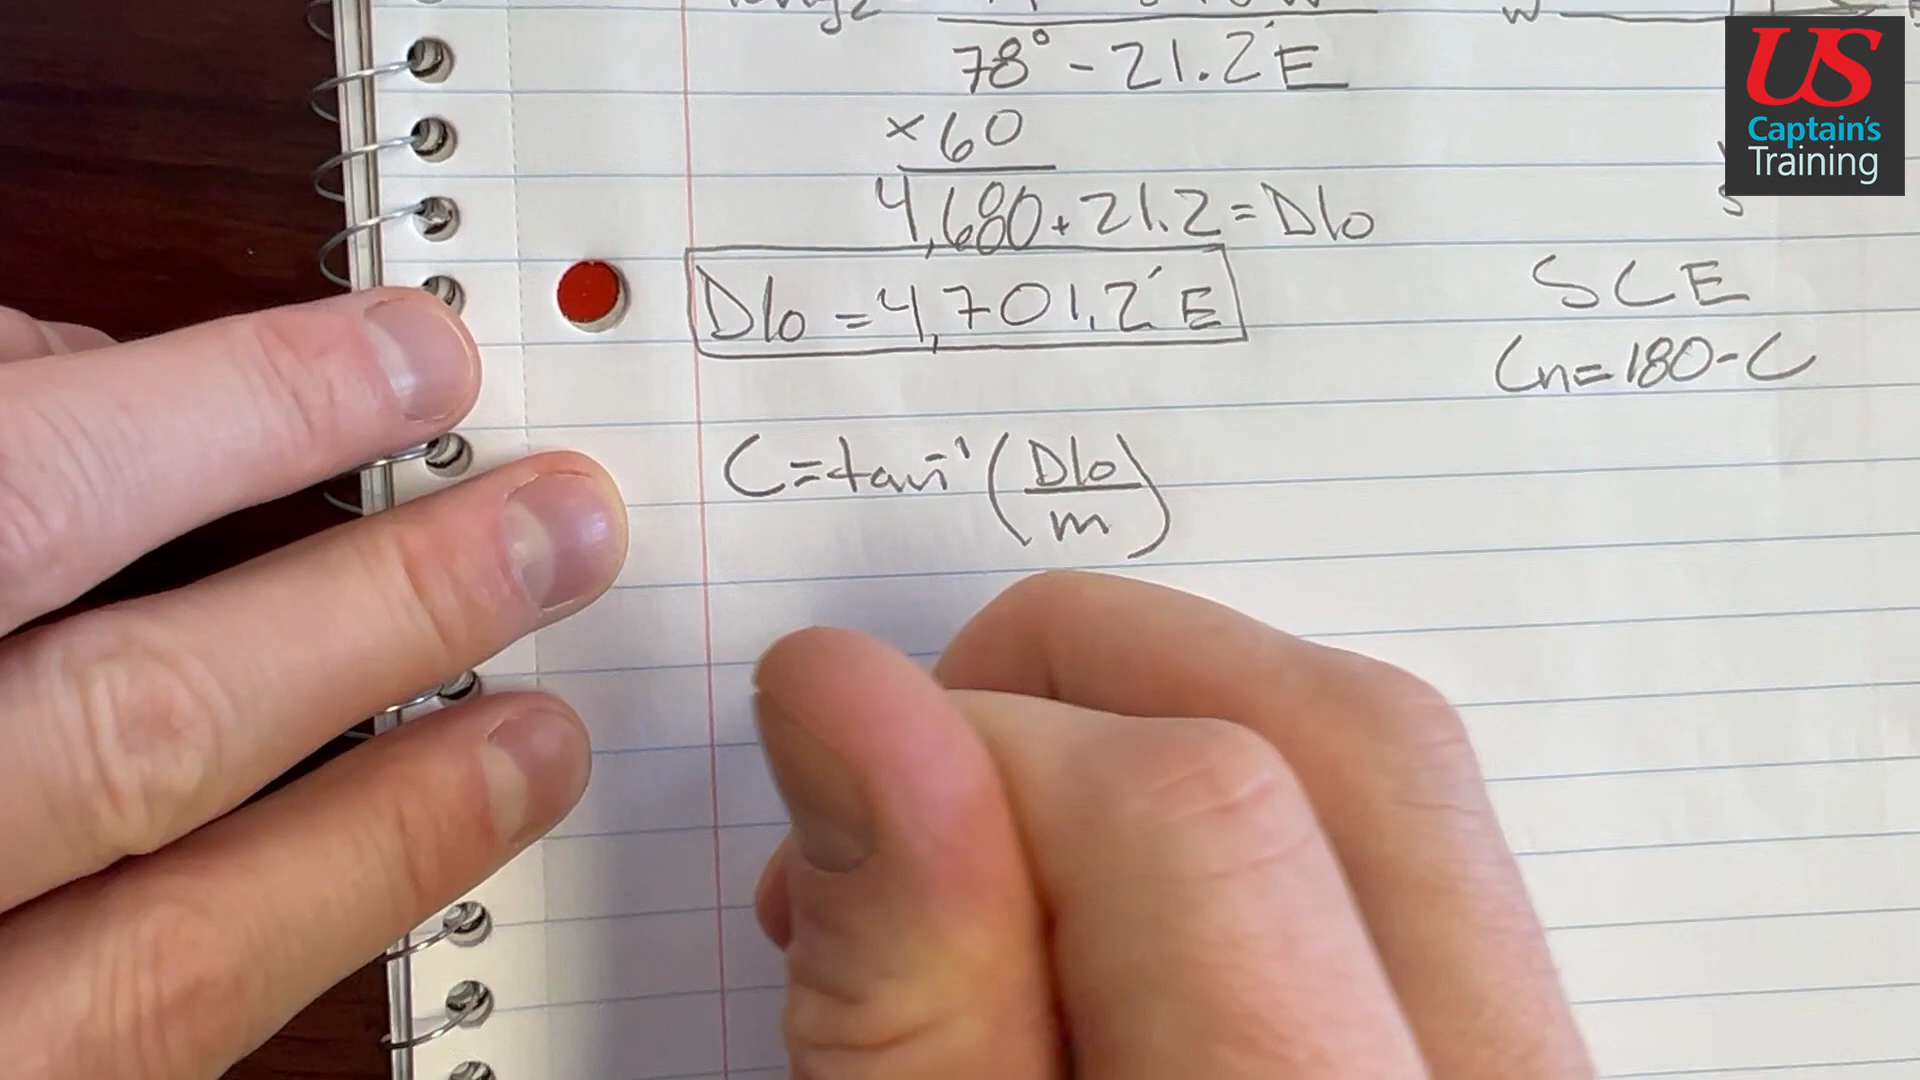 78° - 21.2' E
× 60
4,680 + 21.2 = Dlo
Dlo = 4,701.2' E
C = tan⁻¹ (Dlo/m)
W
S
SCE
Cn = 180 - C
US
Captain's
Training